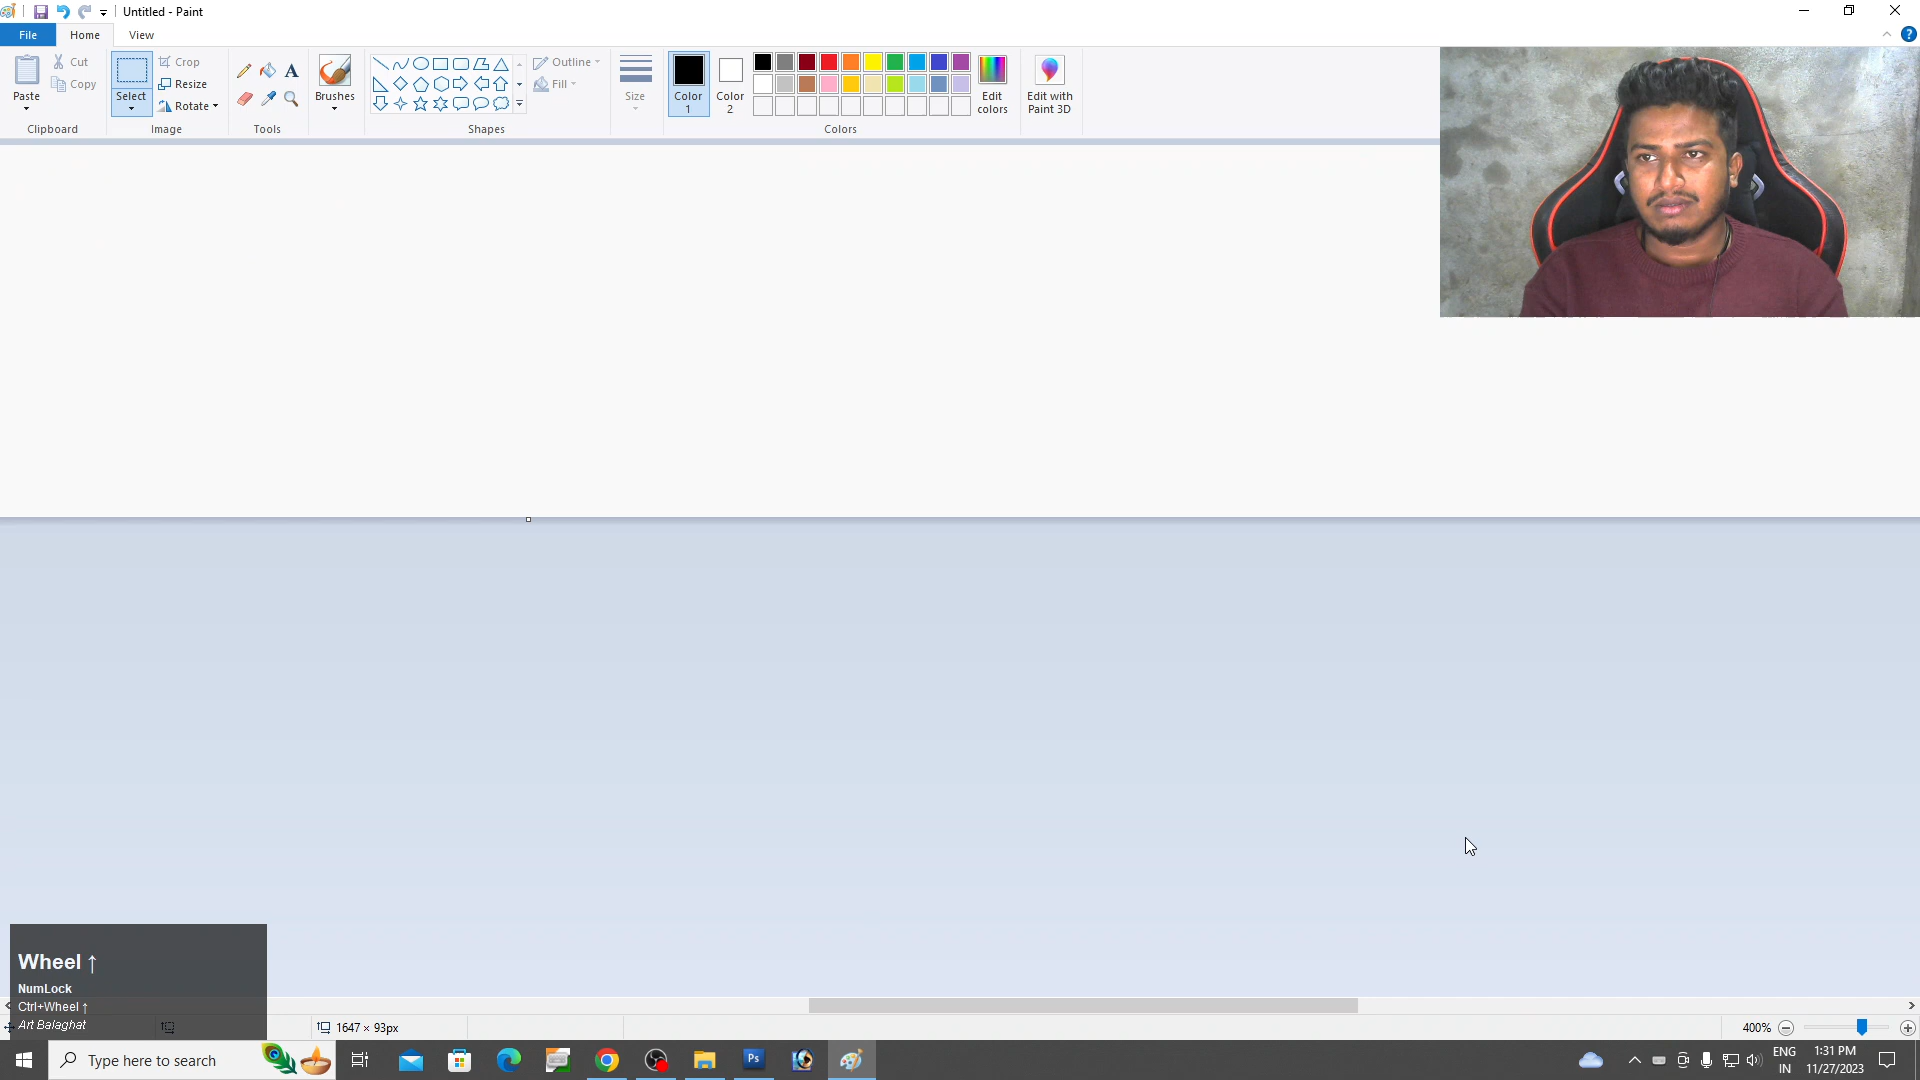 Untitled - Paint
File
Home
View
Paste
Cut
Copy
Clipboard
Select
Crop
Resize
Rotate
Image
A
Tools
Brushes
Shapes
Outline
Fill
Size
Color
1
Color
2
Edit
colors
Colors
Edit with
Paint 3D
Wheel ↑
NumLock
Ctrl+Wheel ↑
Art Balaghat
1647 × 93px
400%
Type here to search
Ps
ENG
IN
1:31 PM
11/27/2023